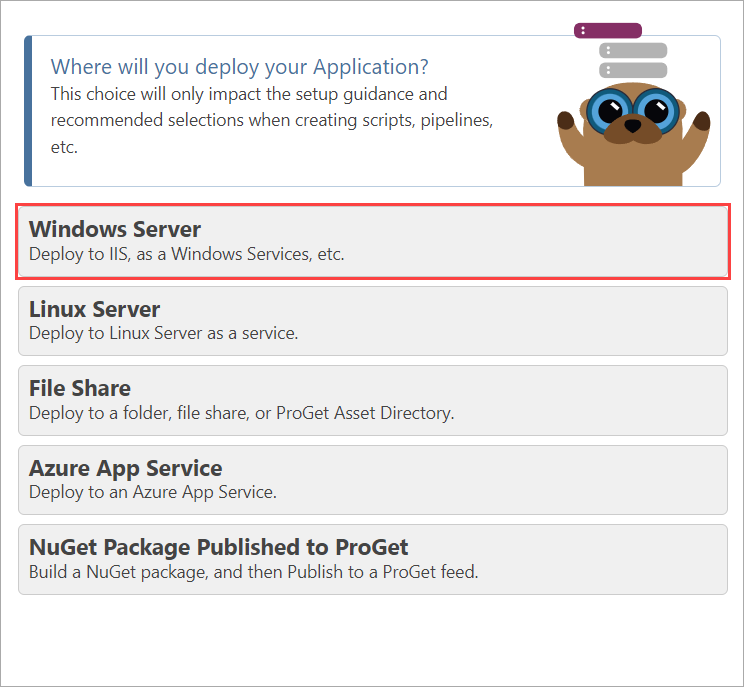 Where will you deploy your Application?
This choice will only impact the setup guidance and
recommended selections when creating scripts, pipelines,
etc.
Windows Server
Deploy to IIS, as a Windows Services, etc.
Linux Server
Deploy to Linux Server as a service.
File Share
Deploy to a folder, file share, or ProGet Asset Directory.
Azure App Service
Deploy to an Azure App Service.
NuGet Package Published to ProGet
Build a NuGet package, and then Publish to a ProGet feed.